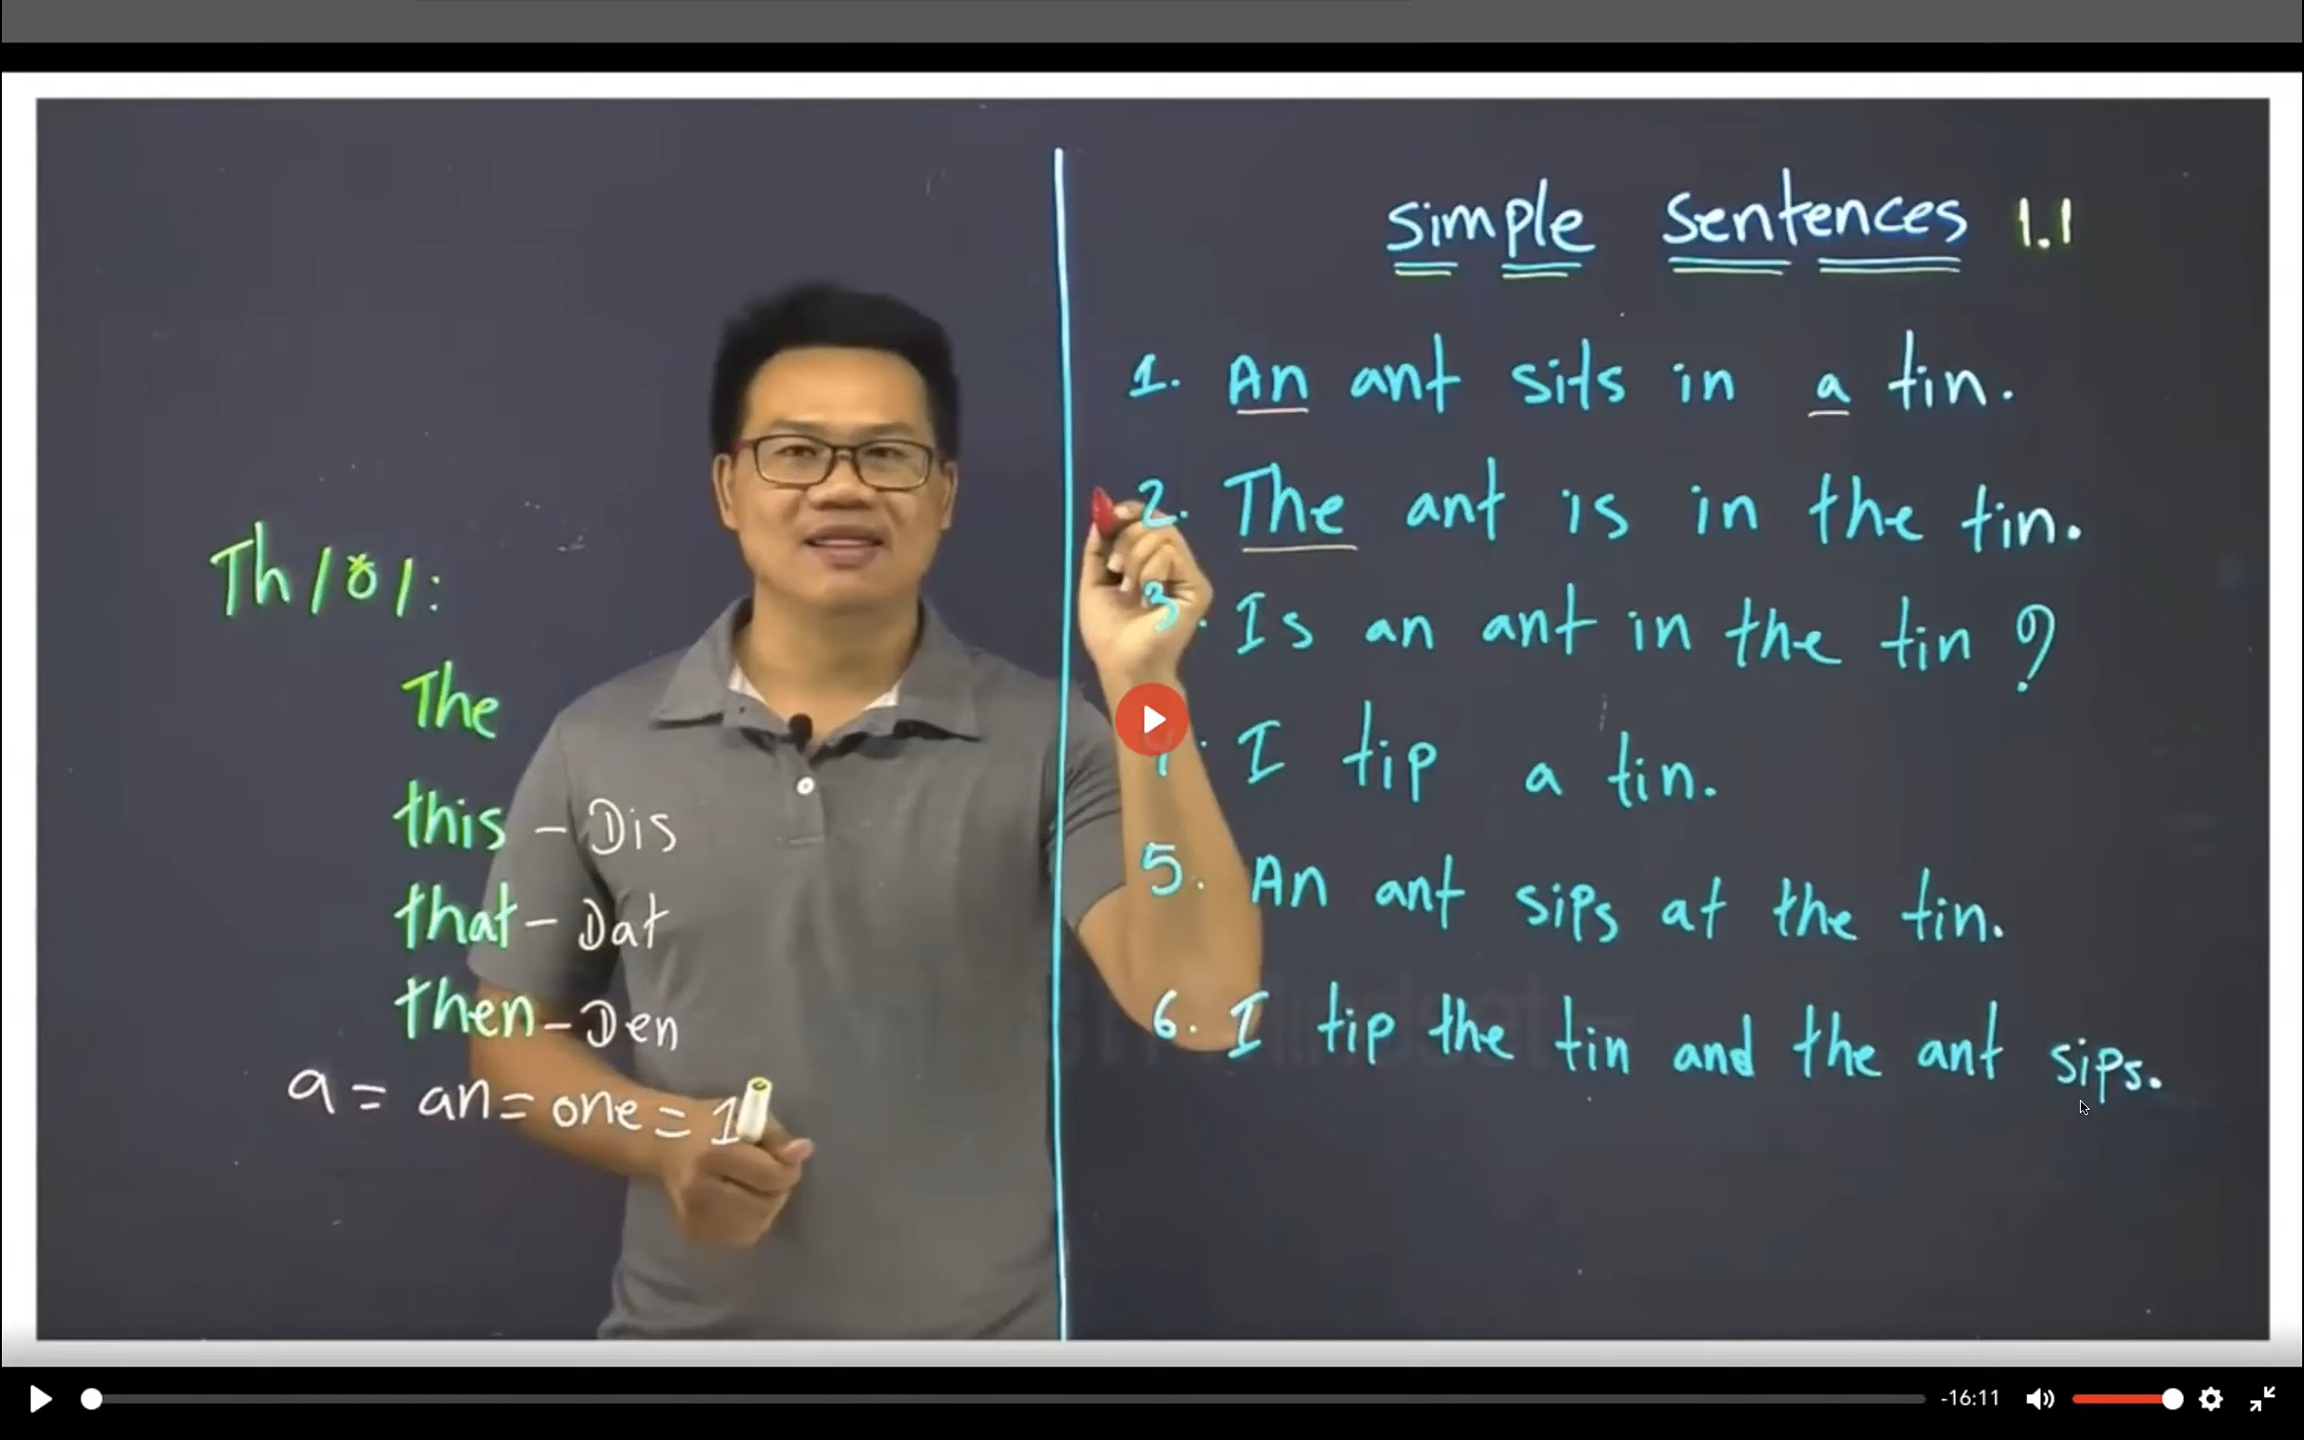 Th /ð/:
The
this - Dis
that - Dat
then - Den
a = an = one = 1
Simple Sentences 1.1
1. An ant sits in a tin.
2. The ant is in the tin.
3. Is an ant in the tin?
4. I tip a tin.
5. An ant sips at the tin.
6. I tip the tin and the ant sips.
-16:11